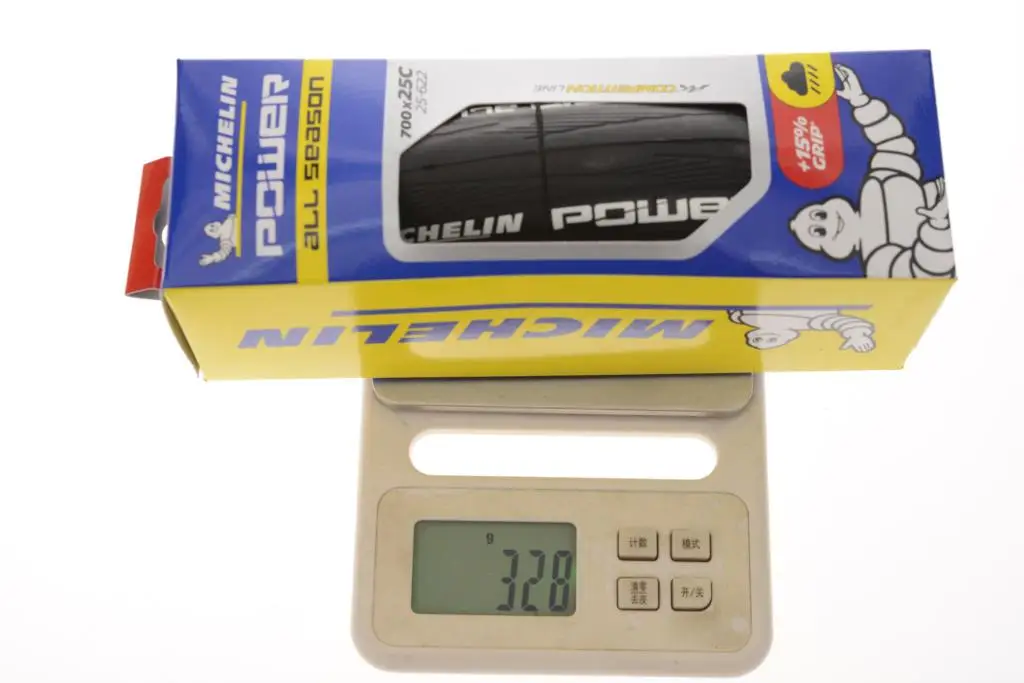 MICHELIN
POWER
ALL SEASON
700x25C
25-622
COMPETITION LINE
+15%
GRIP*
CHELIN POWE
MICHELIN
g
328
计数 模式
清零 开/关
去皮